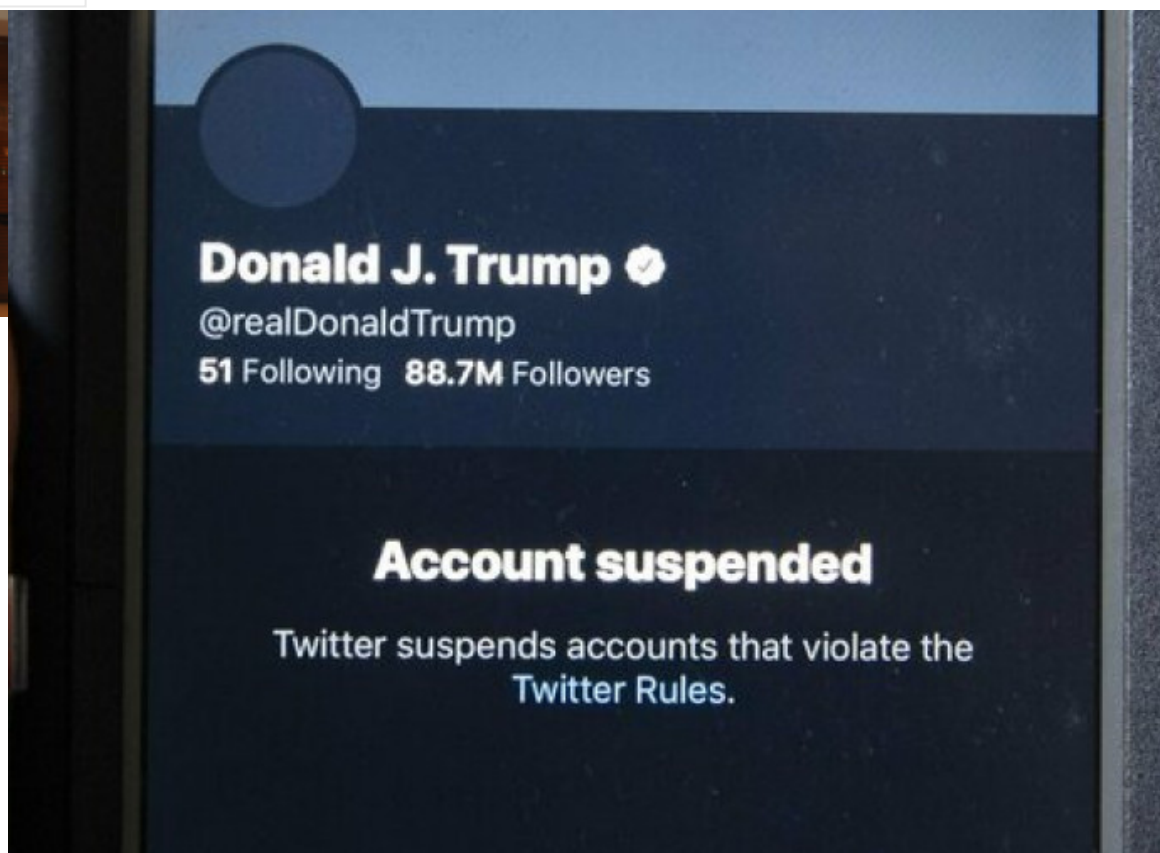 Donald J. Trump
@realDonaldTrump
51 Following 88.7M Followers
Account suspended
Twitter suspends accounts that violate the
Twitter Rules.